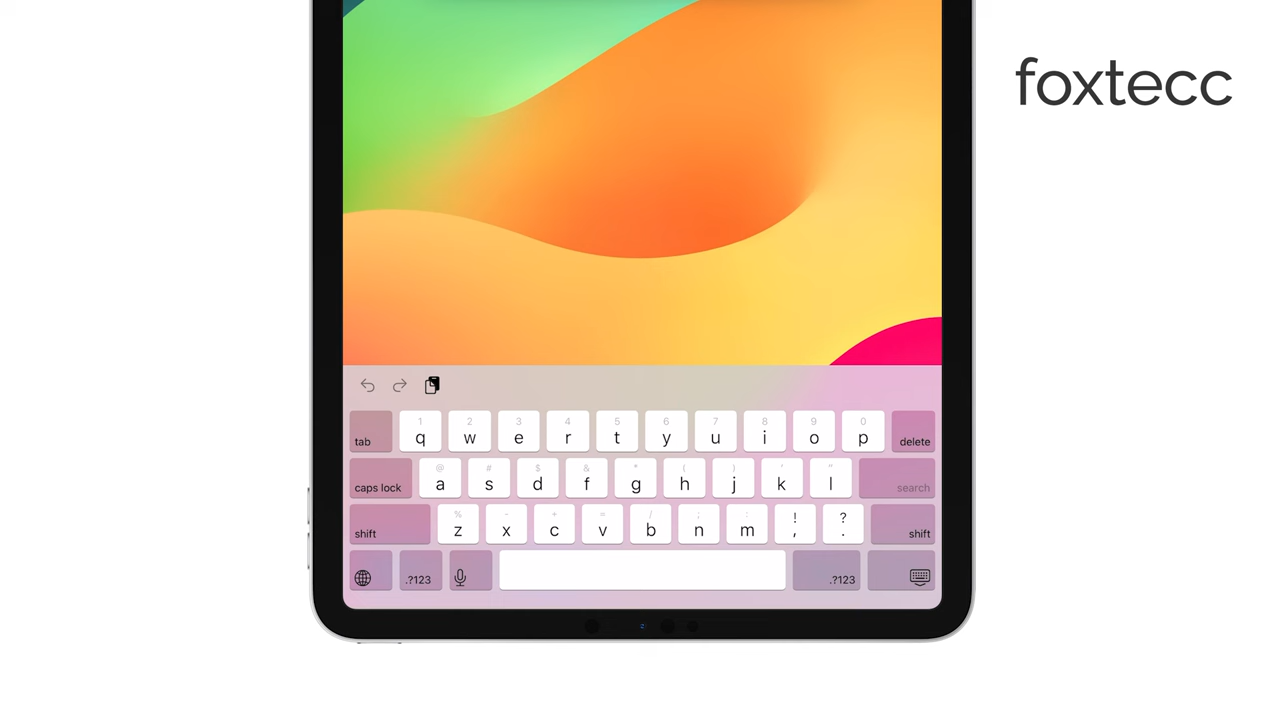 foxtecc
1 2 3 4 5 6 7 8 9 0
tab q w e r t y u i o p delete
@ # $ & * ( ) ' "
caps lock a s d f g h j k l search
% - + = / ; : ! ?
shift z x c v b n m , . shift
.?123 .?123